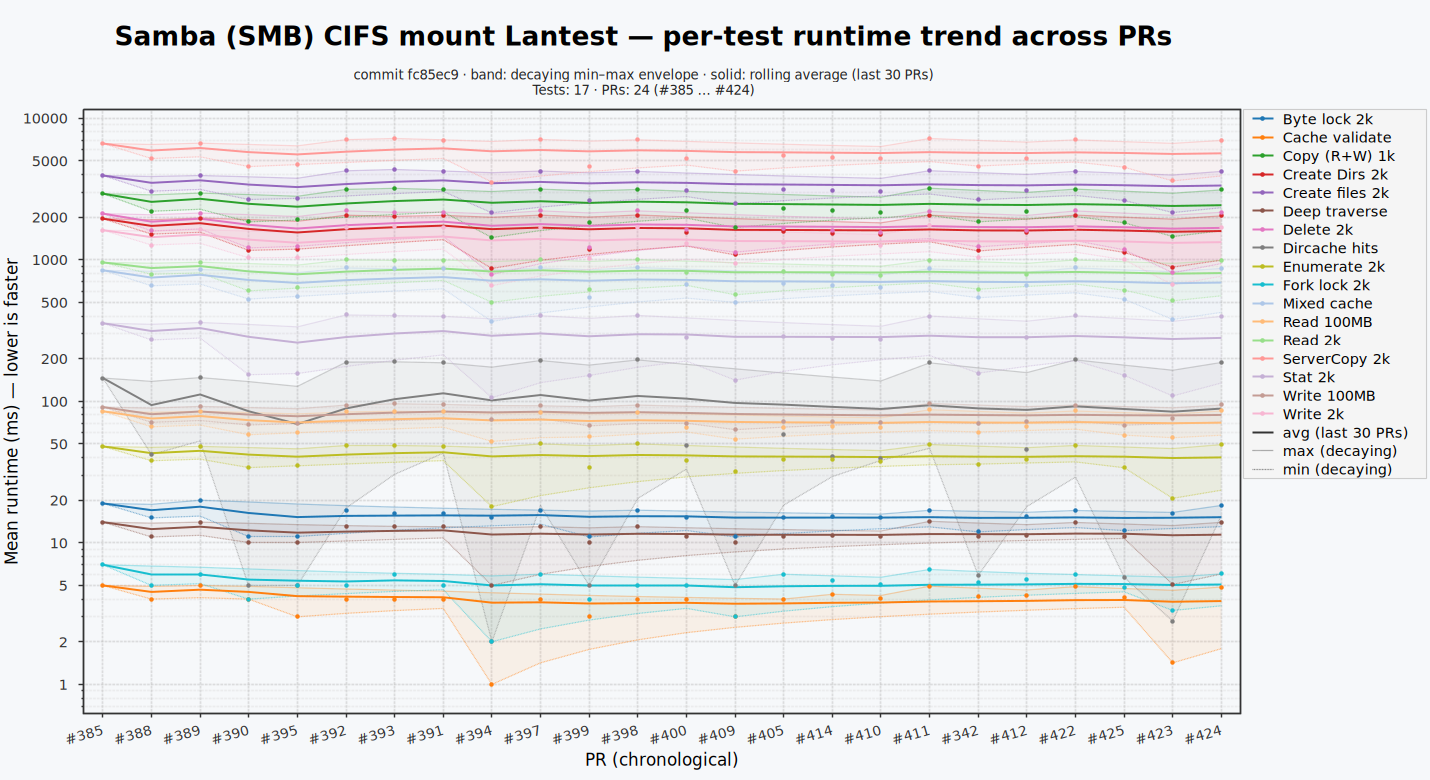 Samba (SMB) CIFS mount Lantest — per-test runtime trend across PRs
commit fc85ec9 · band: decaying min–max envelope · solid: rolling average (last 30 PRs)
Tests: 17 · PRs: 24 (#385 … #424)
Mean runtime (ms) — lower is faster
10000
5000
2000
1000
500
200
100
50
20
10
5
2
1
#385
#388
#389
#390
#395
#392
#393
#391
#394
#397
#399
#398
#400
#409
#405
#414
#410
#411
#342
#412
#422
#425
#423
#424
PR (chronological)
Byte lock 2k
Cache validate
Copy (R+W) 1k
Create Dirs 2k
Create files 2k
Deep traverse
Delete 2k
Dircache hits
Enumerate 2k
Fork lock 2k
Mixed cache
Read 100MB
Read 2k
ServerCopy 2k
Stat 2k
Write 100MB
Write 2k
avg (last 30 PRs)
max (decaying)
min (decaying)